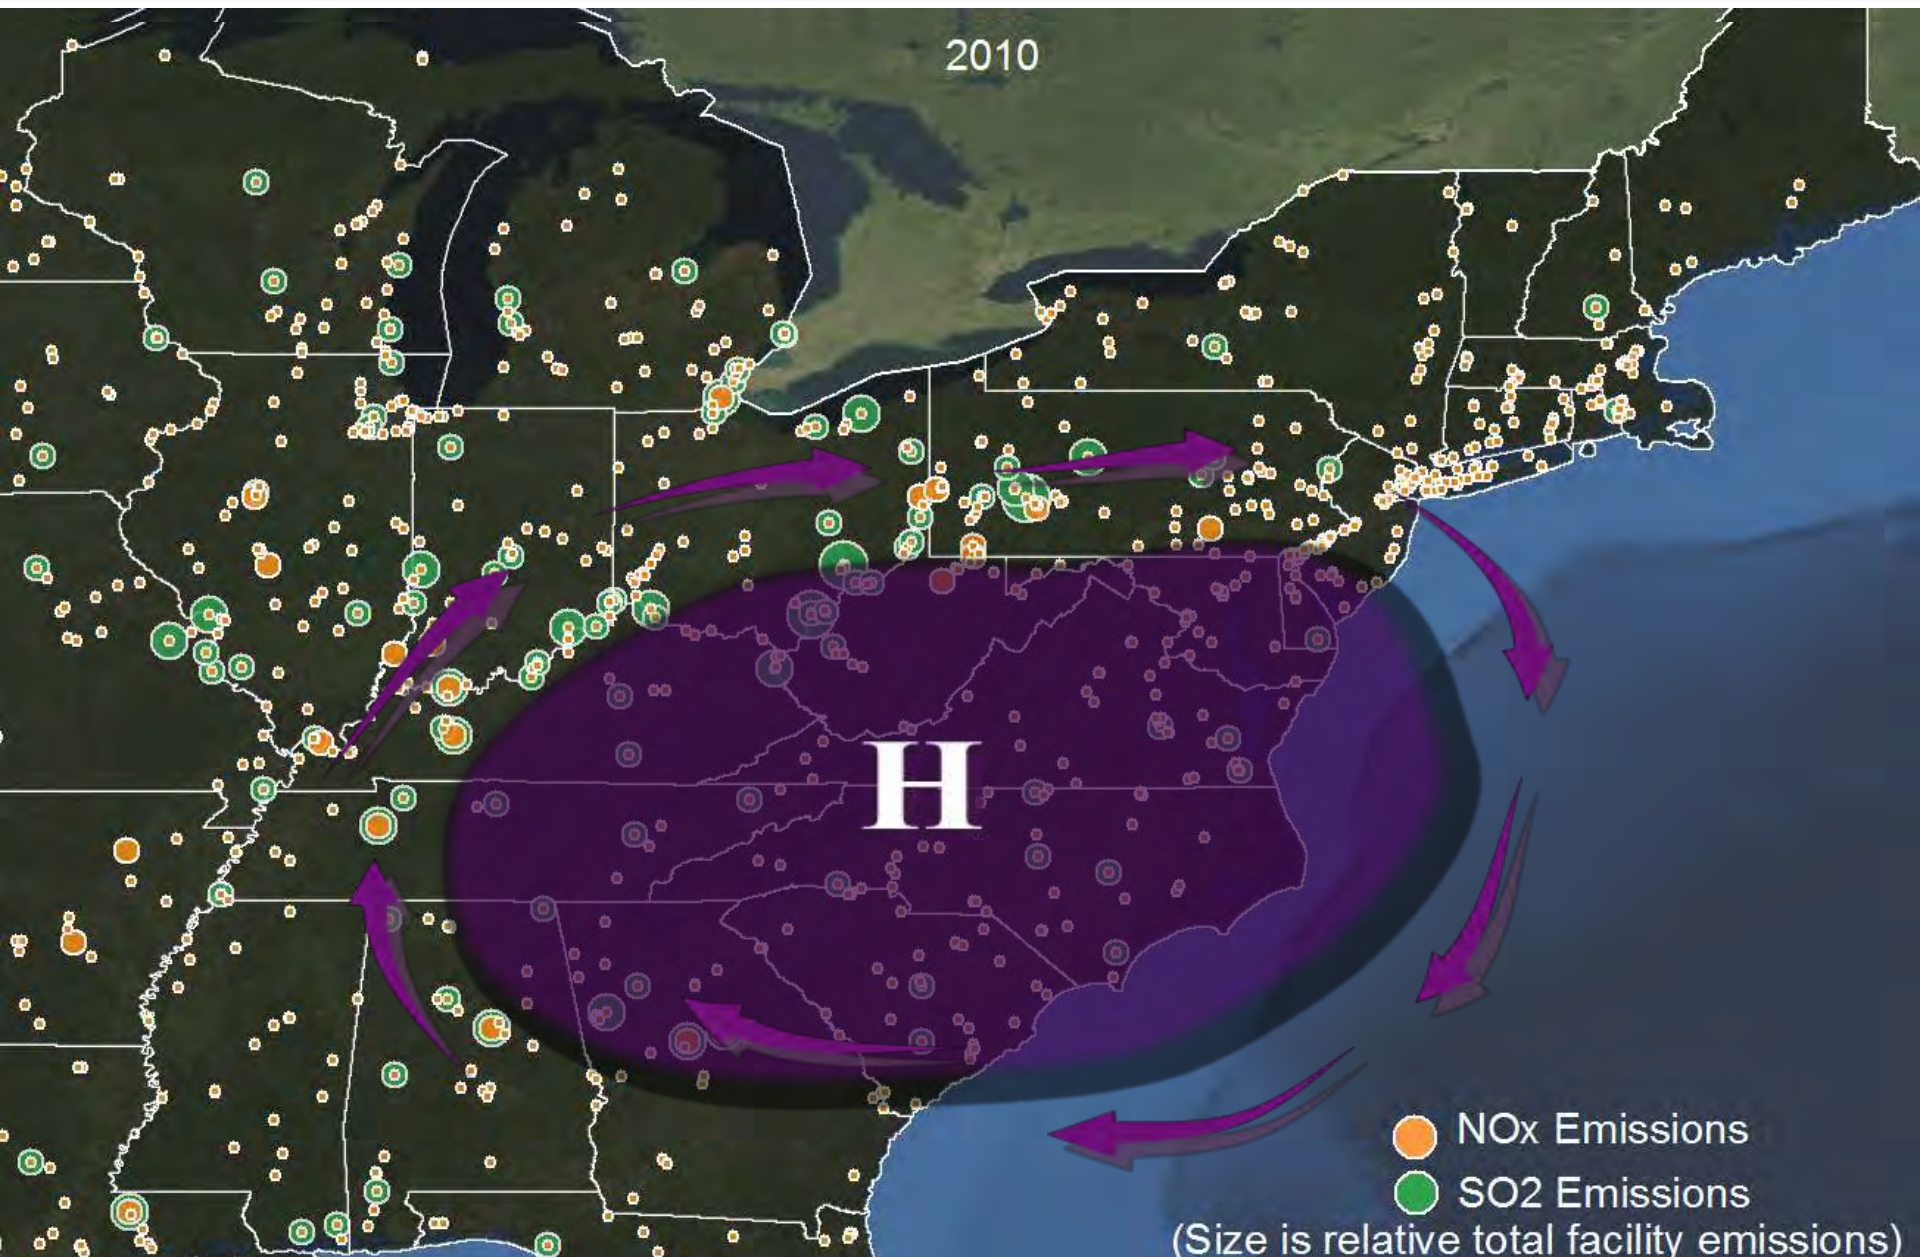 2010
H
NOx Emissions
SO2 Emissions
(Size is relative total facility emissions)